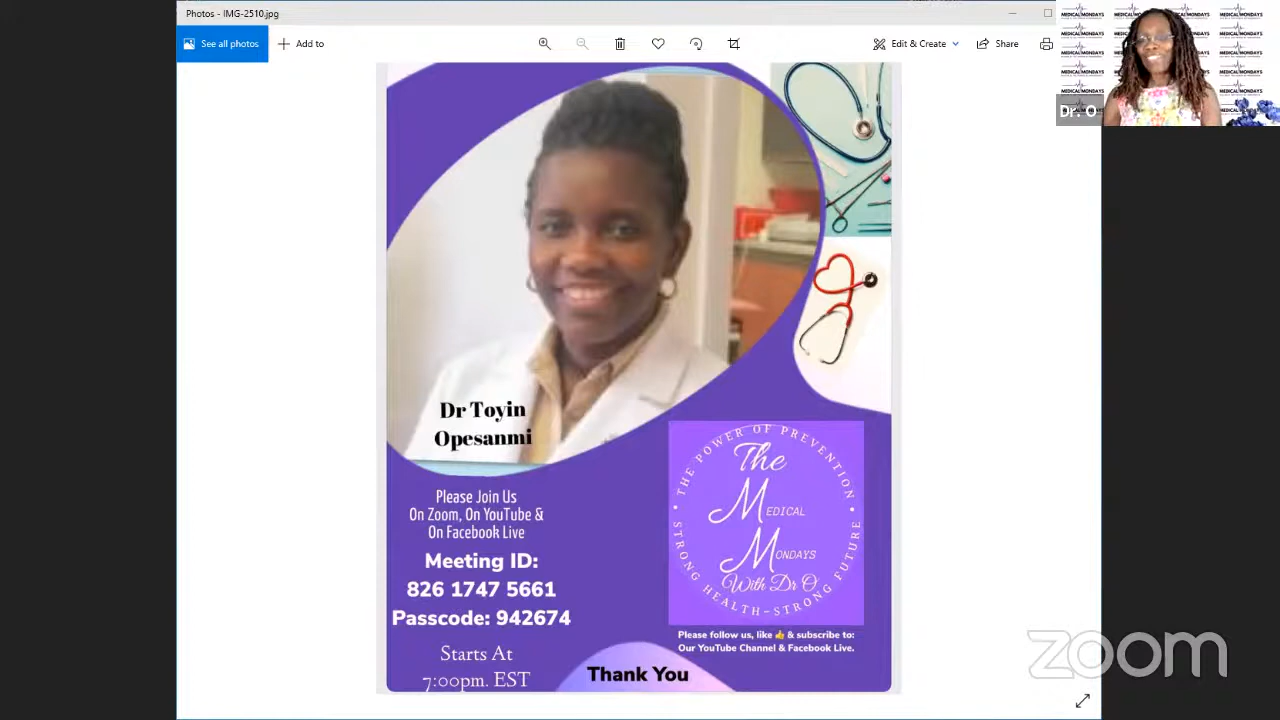 Photos - IMG-2510.jpg
See all photos
Add to
Edit & Create
Share
MEDICAL MONDAYS
Dr. O
Dr Toyin
Opesanmi
Please Join Us
On Zoom, On YouTube &
On Facebook Live
Meeting ID:
826 1747 5661
Passcode: 942674
Starts At
7:00pm. EST
THE POWER OF PREVENTION
The
MEDICAL
MONDAYS
With Dr O
STRONG HEALTH-STRONG FUTURE
Please follow us, like 👍 & subscribe to:
Our YouTube Channel & Facebook Live.
Thank You
zoom